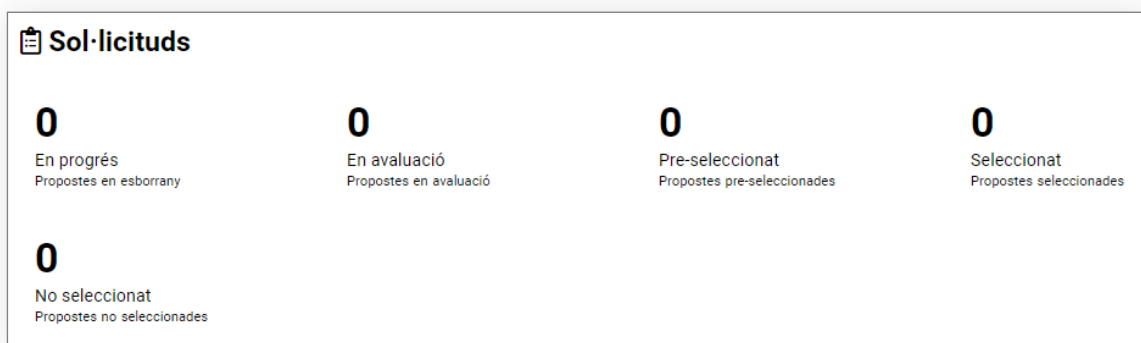 Sol·licituds
0
En progrés
Propostes en esborrany
0
En avaluació
Propostes en avaluació
0
Pre-seleccionat
Propostes pre-seleccionades
0
Seleccionat
Propostes seleccionades
0
No seleccionat
Propostes no seleccionades